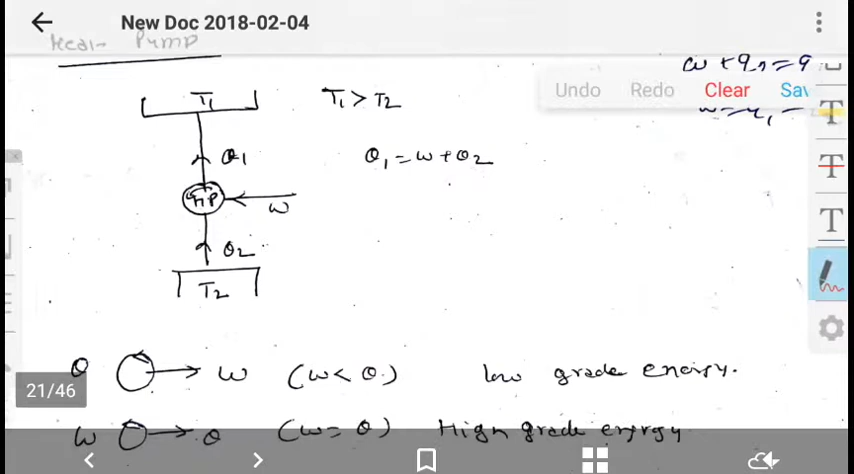 New Doc 2018-02-04
Heat Pump
Undo Redo Clear Sav
T1 T1 > T2
Q1 Q1 = W + Q2
HP W
Q2
T2
Q W (W < Q) low grade energy.
21/46
W Q (W = Q) High grade energy